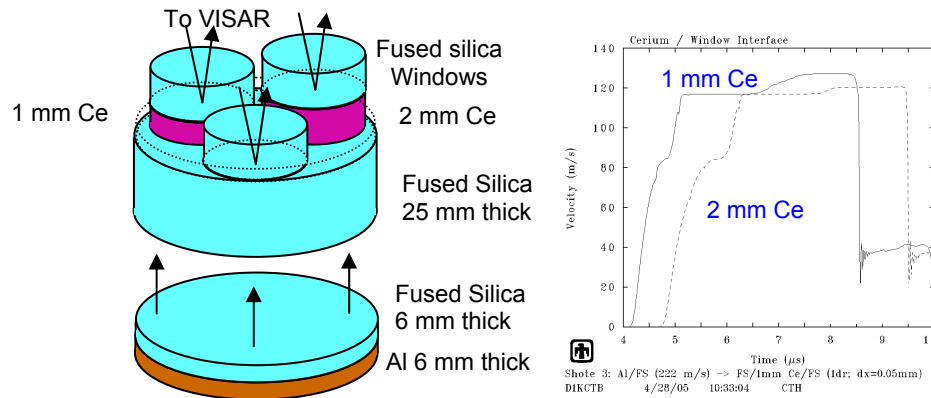 To VISAR
Fused silica
Windows
1 mm Ce
2 mm Ce
Fused Silica
25 mm thick
Fused Silica
6 mm thick
Al 6 mm thick
Cerium / Window Interface
140
120
100
80
60
40
20
0
Velocity (m/s)
1 mm Ce
2 mm Ce
4 5 6 7 8 9 1
Time (μs)
Shote 3: Al/FS (222 m/s) -> FS/1mm Ce/FS (1dr; dx=0.05mm)
D1KCTB 4/28/05 10:33:04 CTH